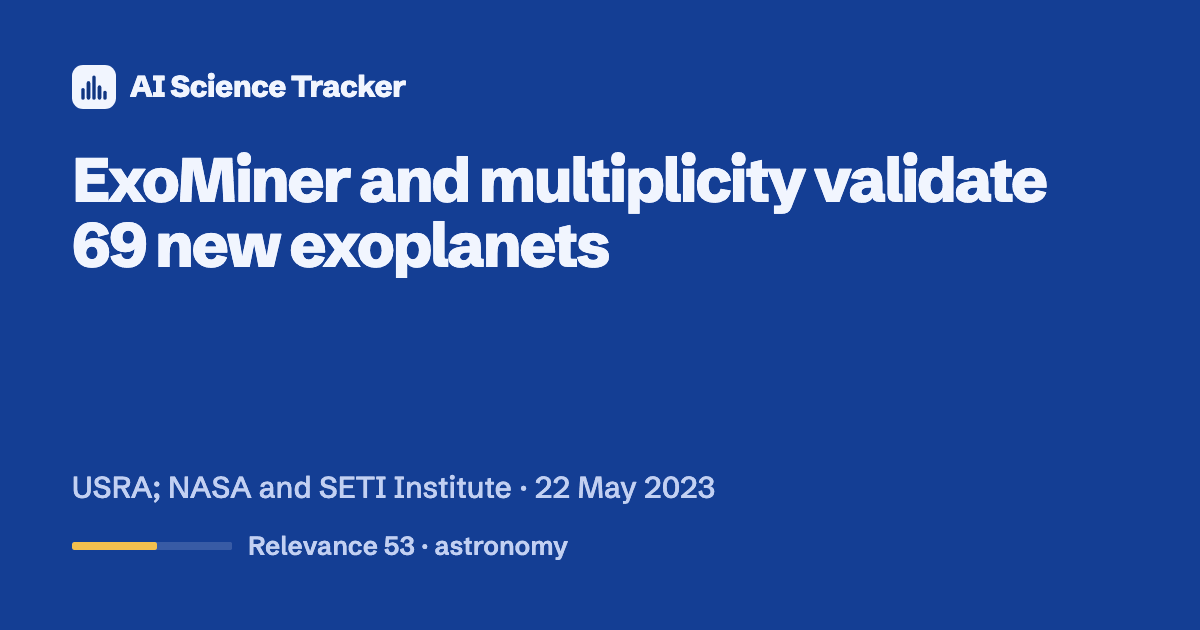 AI Science Tracker
ExoMiner and multiplicity validate
69 new exoplanets
USRA; NASA and SETI Institute · 22 May 2023
Relevance 53 · astronomy